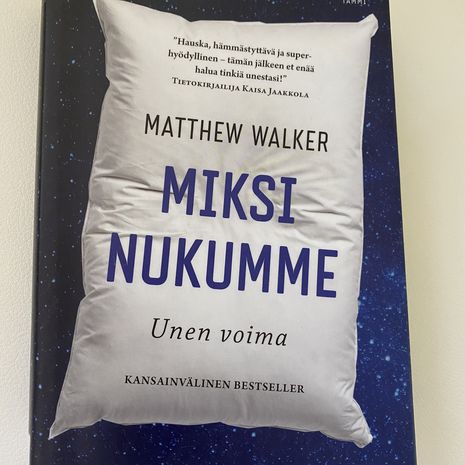 TAMMI
"Hauska, hämmästyttävä ja super-
hyödyllinen – tämän jälkeen et enää
halua tinkiä unestasi!"
Tietokirjailija Kaisa Jaakkola
MATTHEW WALKER
MIKSI
NUKUMME
Unen voima
KANSAINVÄLINEN BESTSELLER